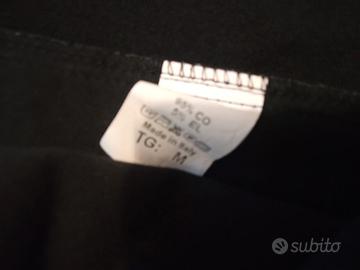 95% CO
5% EL
Made in Italy
TG: M
subito